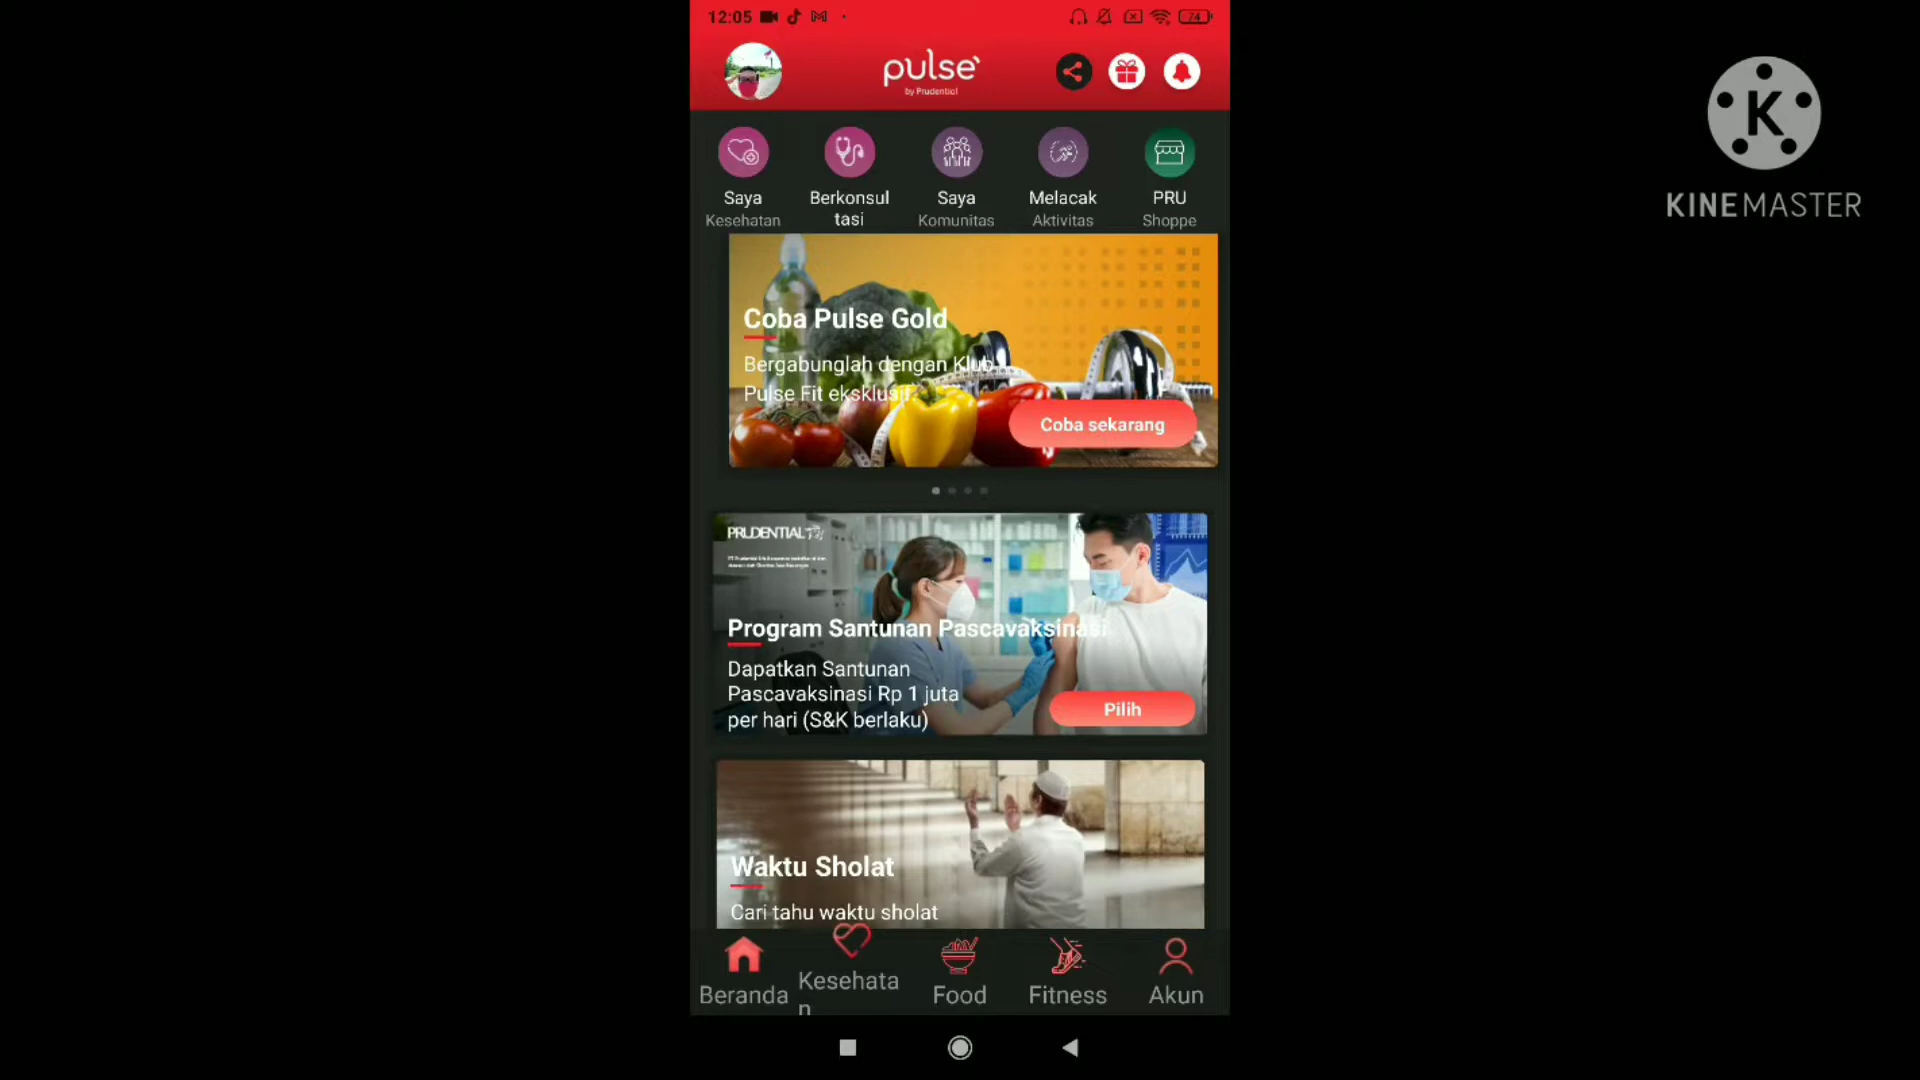 12:05
74
pulse
by Prudential
Saya
Kesehatan
Berkonsul
tasi
Saya
Komunitas
Melacak
Aktivitas
PRU
Shoppe
Coba Pulse Gold
Bergabunglah dengan Klub
Pulse Fit eksklusif.
Coba sekarang
PRUDENTIAL
Program Santunan Pascavaksinasi
Dapatkan Santunan
Pascavaksinasi Rp 1 juta
per hari (S&K berlaku)
Pilih
Waktu Sholat
Cari tahu waktu sholat
Beranda
Kesehata
n
Food
Fitness
Akun
K
KINEMASTER